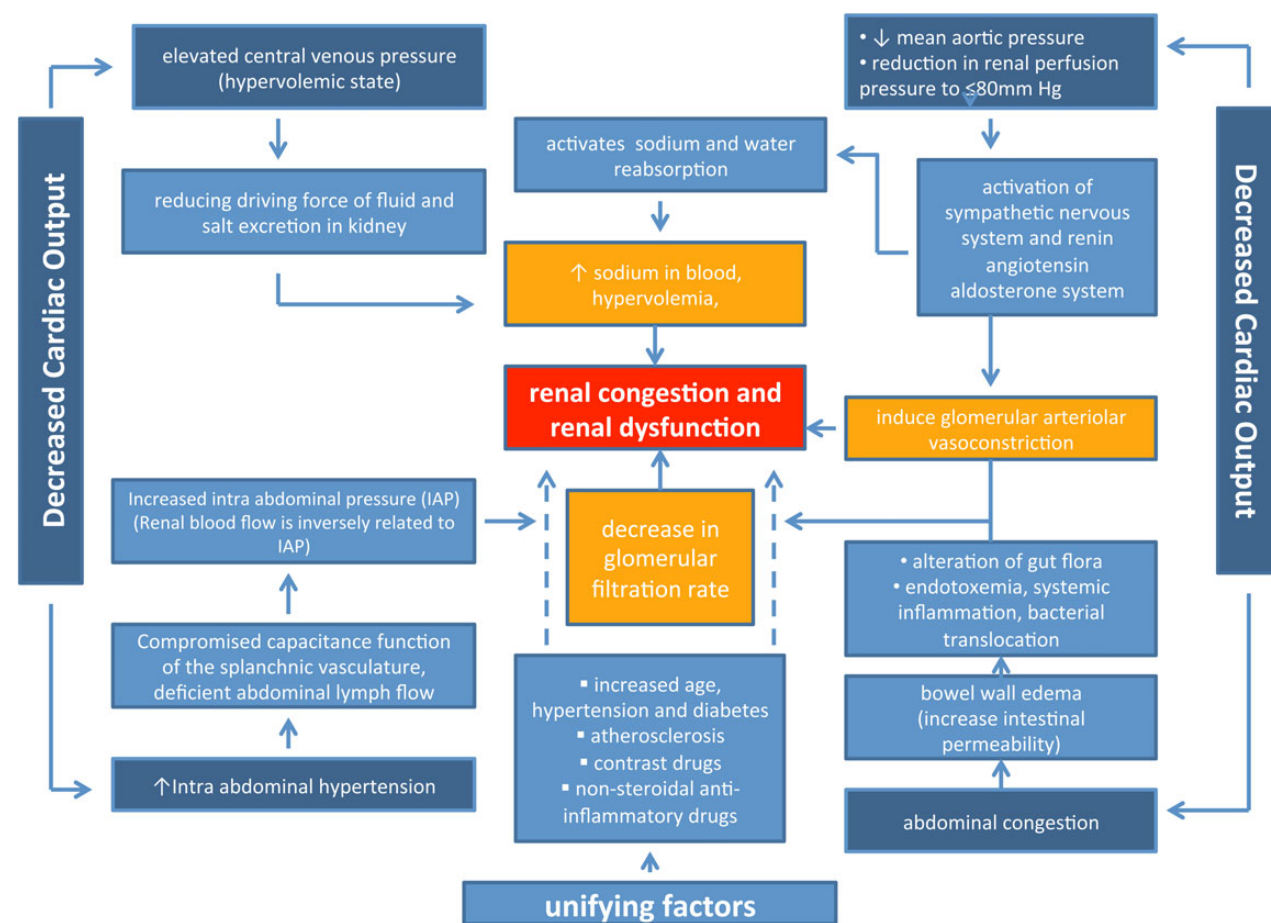 Decreased Cardiac Output
elevated central venous pressure
(hypervolemic state)
reducing driving force of fluid and
salt excretion in kidney
• ↓ mean aortic pressure
• reduction in renal perfusion
pressure to ≤80mm Hg
activates sodium and water
reabsorption
activation of
sympathetic nervous
system and renin
angiotensin
aldosterone system
↑ sodium in blood,
hypervolemia,
renal congestion and
renal dysfunction
induce glomerular arteriolar
vasoconstriction
Increased intra abdominal pressure (IAP)
(Renal blood flow is inversely related to
IAP)
decrease in
glomerular
filtration rate
• alteration of gut flora
• endotoxemia, systemic
inflammation, bacterial
translocation
Compromised capacitance function
of the splanchnic vasculature,
deficient abdominal lymph flow
▪ increased age,
hypertension and diabetes
▪ atherosclerosis
▪ contrast drugs
▪ non-steroidal anti-
inflammatory drugs
bowel wall edema
(increase intestinal
permeability)
↑Intra abdominal hypertension
abdominal congestion
unifying factors
Decreased Cardiac Output